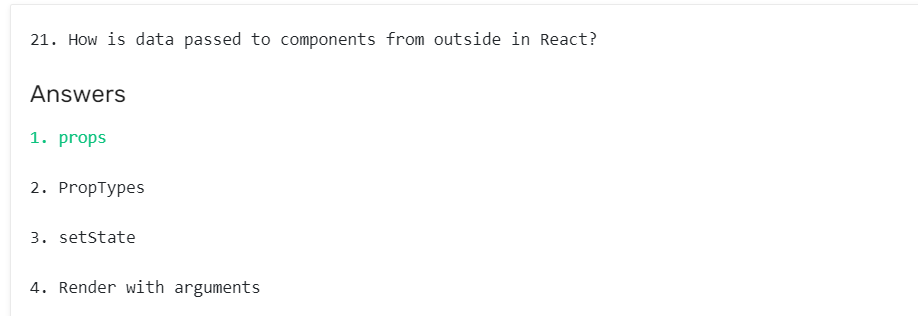 21. How is data passed to components from outside in React?
Answers
1. props
2. PropTypes
3. setState
4. Render with arguments